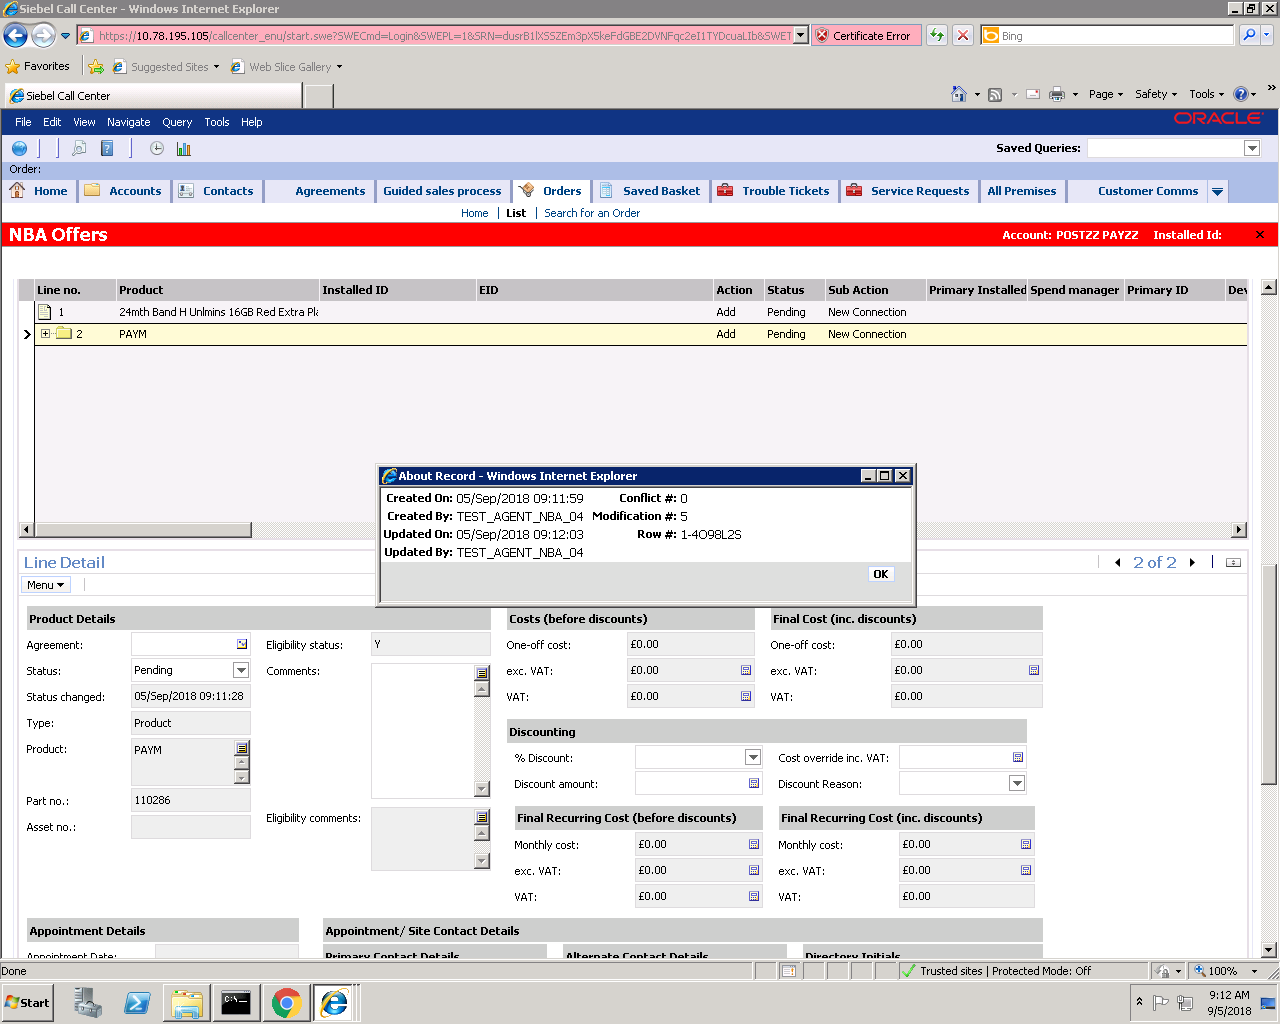 Siebel Call Center - Windows Internet Explorer
https://10.78.195.105/callcenter_enu/start.swe?SWECmd=Login&SWEPL=1&SRN= Certificate Error Bing
Favorites Suggested Sites Web Slice Gallery
Siebel Call Center Page Safety Tools
File Edit View Navigate Query Tools Help ORACLE
Saved Queries:
Order:
Home Accounts Contacts Agreements Guided sales process Orders Saved Basket Trouble Tickets Service Requests All Premises Customer Comms
Home List Search for an Order
NBA Offers Account: POSTZZ PAYZZ Installed Id:
Line no. Product Installed ID EID Action Status Sub Action Primary Installed Spend manager Primary ID Dev
1 24mth Band H Unlmins 16GB Red Extra Pla Add Pending New Connection
2 PAYM Add Pending New Connection
About Record - Windows Internet Explorer
Created On: 05/Sep/2018 09:11:59 Conflict #: 0
Created By: TEST_AGENT_NBA_04 Modification #: 5
Updated On: 05/Sep/2018 09:12:03 Row #: 1-4O98L2S
Updated By: TEST_AGENT_NBA_04
OK
Line Detail 2 of 2
Menu
Product Details Costs (before discounts) Final Cost (inc. discounts)
Agreement: Eligibility status: Y One-off cost: £0.00 One-off cost: £0.00
Status: Pending Comments: exc. VAT: £0.00 exc. VAT: £0.00
Status changed: 05/Sep/2018 09:11:28 VAT: £0.00 VAT: £0.00
Type: Product Discounting
Product: PAYM % Discount: Cost override inc. VAT:
Discount amount: Discount Reason:
Part no.: 110286
Asset no.: Eligibility comments: Final Recurring Cost (before discounts) Final Recurring Cost (inc. discounts)
Monthly cost: £0.00 Monthly cost: £0.00
exc. VAT: £0.00 exc. VAT: £0.00
VAT: £0.00 VAT: £0.00
Appointment Details Appointment/ Site Contact Details
Appointment Date: Primary Contact Details Alternate Contact Details Directory Initials
Done Trusted sites | Protected Mode: Off 100%
Start 9:12 AM
9/5/2018